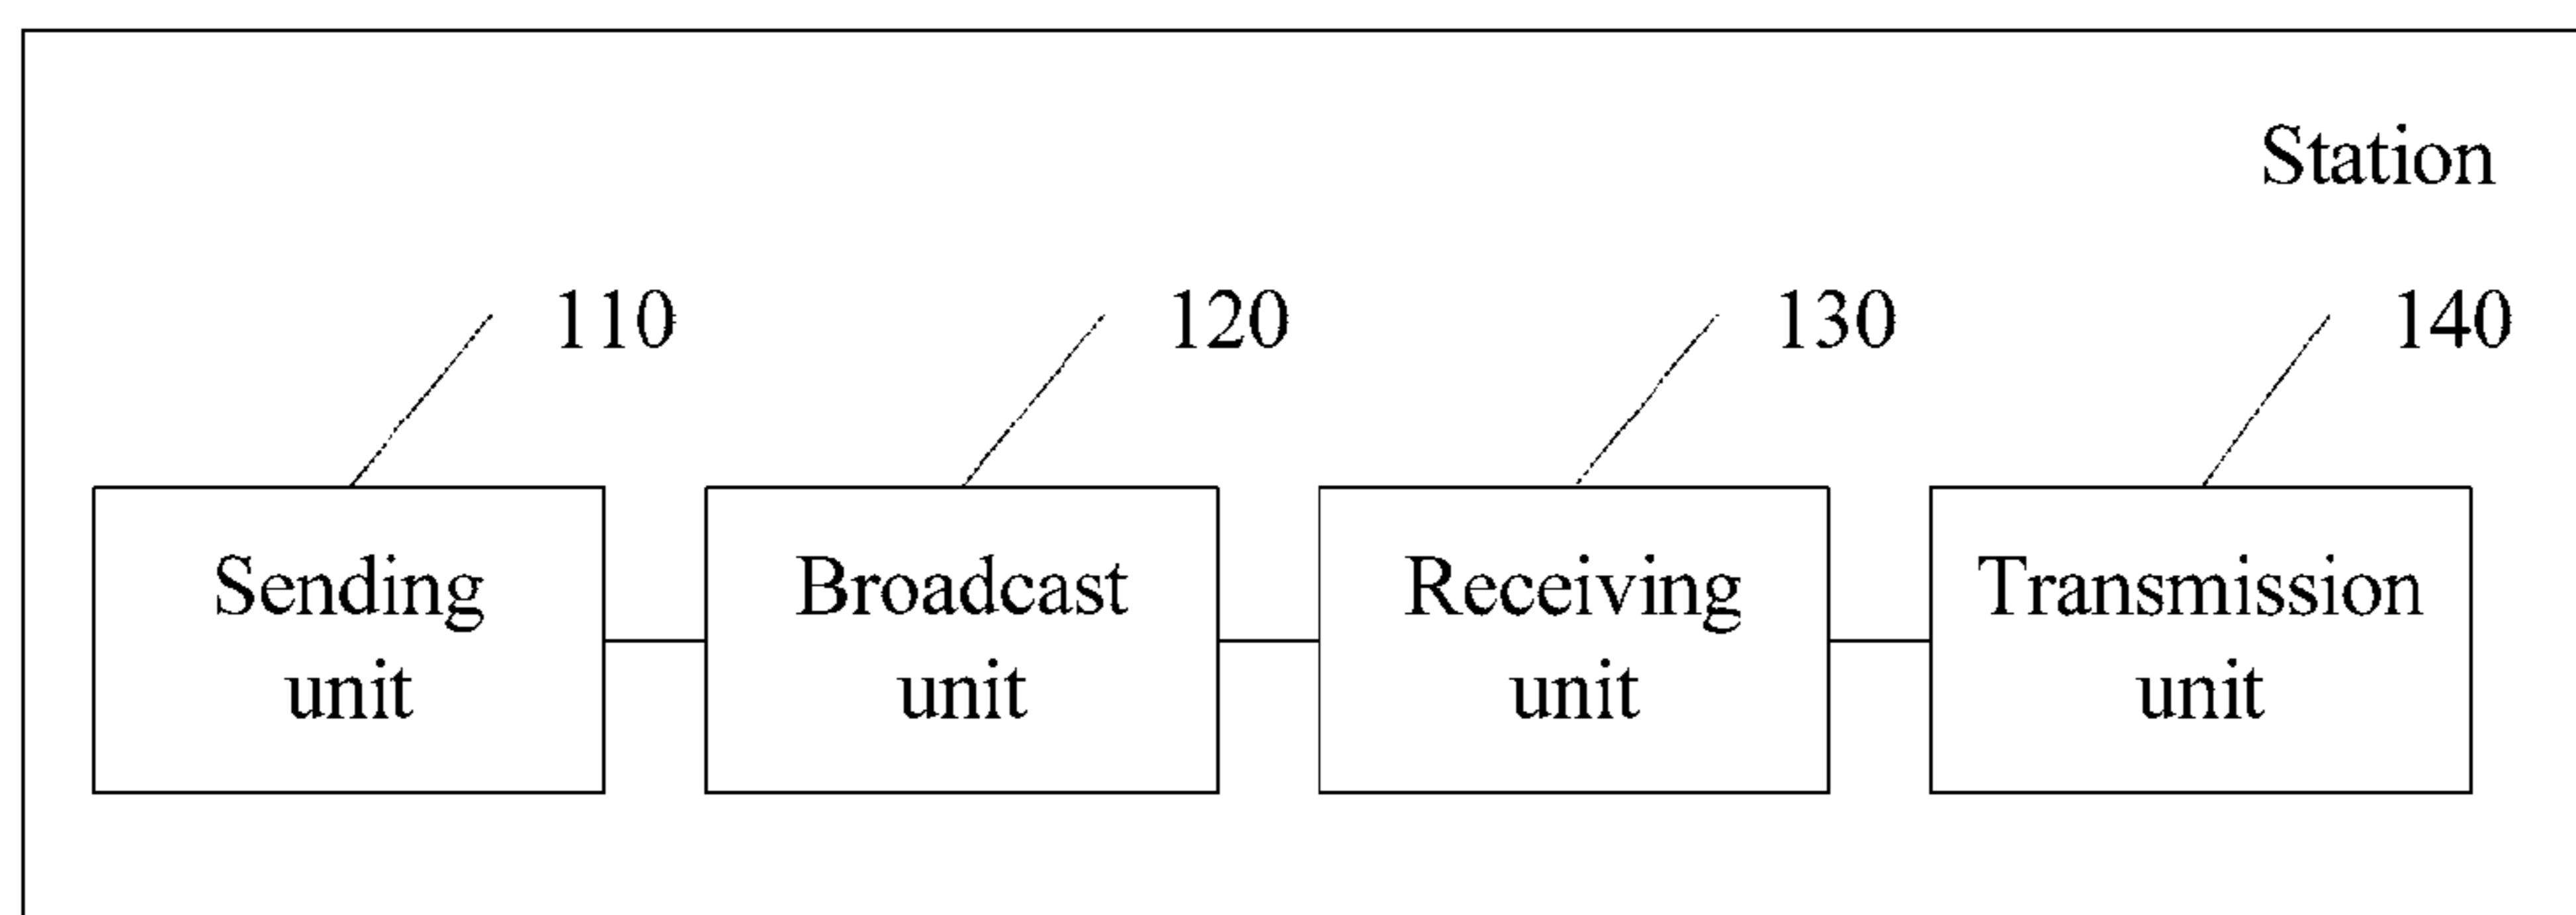 Station
110
120
130
140
Sending
unit
Broadcast
unit
Receiving
unit
Transmission
unit